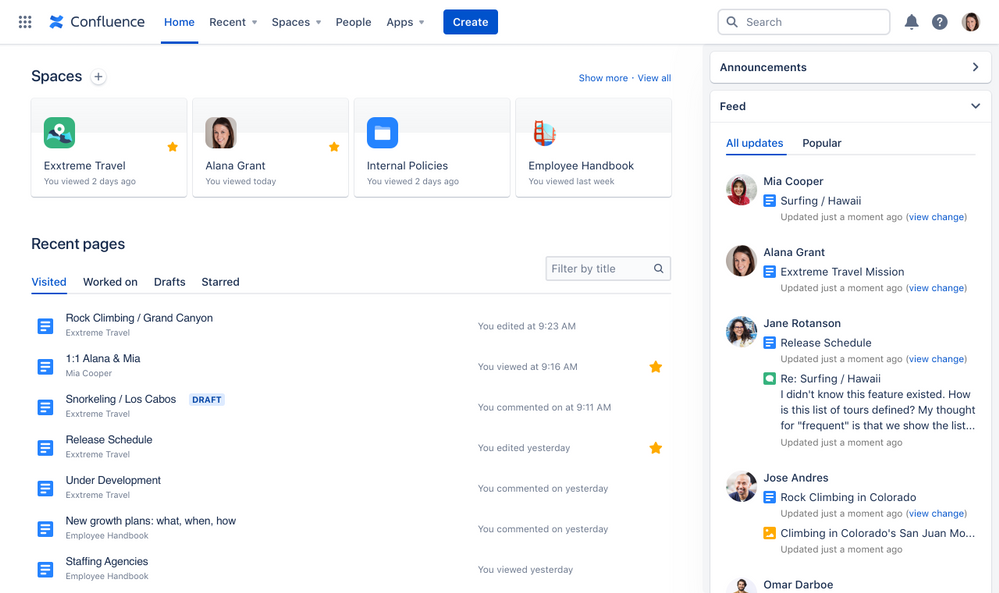 Confluence Home Recent Spaces People Apps Create Search
Spaces
Show more · View all
Exxtreme Travel
You viewed 2 days ago
Alana Grant
You viewed today
Internal Policies
You viewed 2 days ago
Employee Handbook
You viewed last week
Recent pages
Filter by title
Visited Worked on Drafts Starred
Rock Climbing / Grand Canyon
Exxtreme Travel
You edited at 9:23 AM
1:1 Alana & Mia
Mia Cooper
You viewed at 9:16 AM
Snorkeling / Los Cabos DRAFT
Exxtreme Travel
You commented on at 9:11 AM
Release Schedule
Exxtreme Travel
You edited yesterday
Under Development
Exxtreme Travel
You commented on yesterday
New growth plans: what, when, how
Employee Handbook
You commented on yesterday
Staffing Agencies
Employee Handbook
You viewed yesterday
Announcements
Feed
All updates Popular
Mia Cooper
Surfing / Hawaii
Updated just a moment ago (view change)
Alana Grant
Exxtreme Travel Mission
Updated just a moment ago (view change)
Jane Rotanson
Release Schedule
Updated just a moment ago (view change)
Re: Surfing / Hawaii
I didn't know this feature existed. How
is this list of tours defined? My thought
for "frequent" is that we show the list...
Updated just a moment ago
Jose Andres
Rock Climbing in Colorado
Updated just a moment ago (view change)
Climbing in Colorado's San Juan Mo...
Updated just a moment ago
Omar Darboe